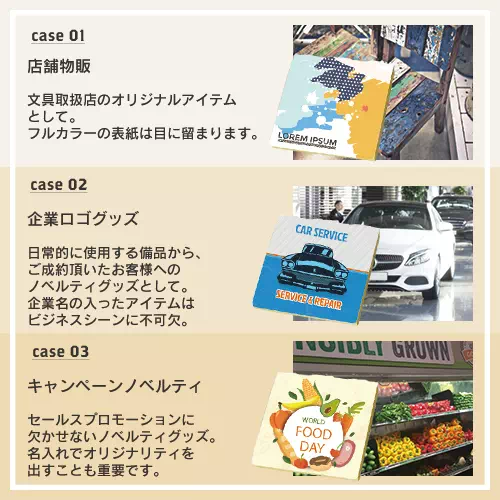 case 01
店舗物販
文具取扱店のオリジナルアイテム
として。
フルカラーの表紙は目に留まります。
LOREM IPSUM
case 02
企業ロゴグッズ
日常的に使用する備品から、
ご成約頂いたお客様への
ノベルティグッズとして。
企業名の入ったアイテムは
ビジネスシーンに不可欠。
CAR SERVICE
SERVICE & REPAIR
case 03
キャンペーンノベルティ
セールスプロモーションに
欠かせないノベルティグッズ。
名入れでオリジナリティを
出すことも重要です。
GROWN
WORLD
FOOD
DAY